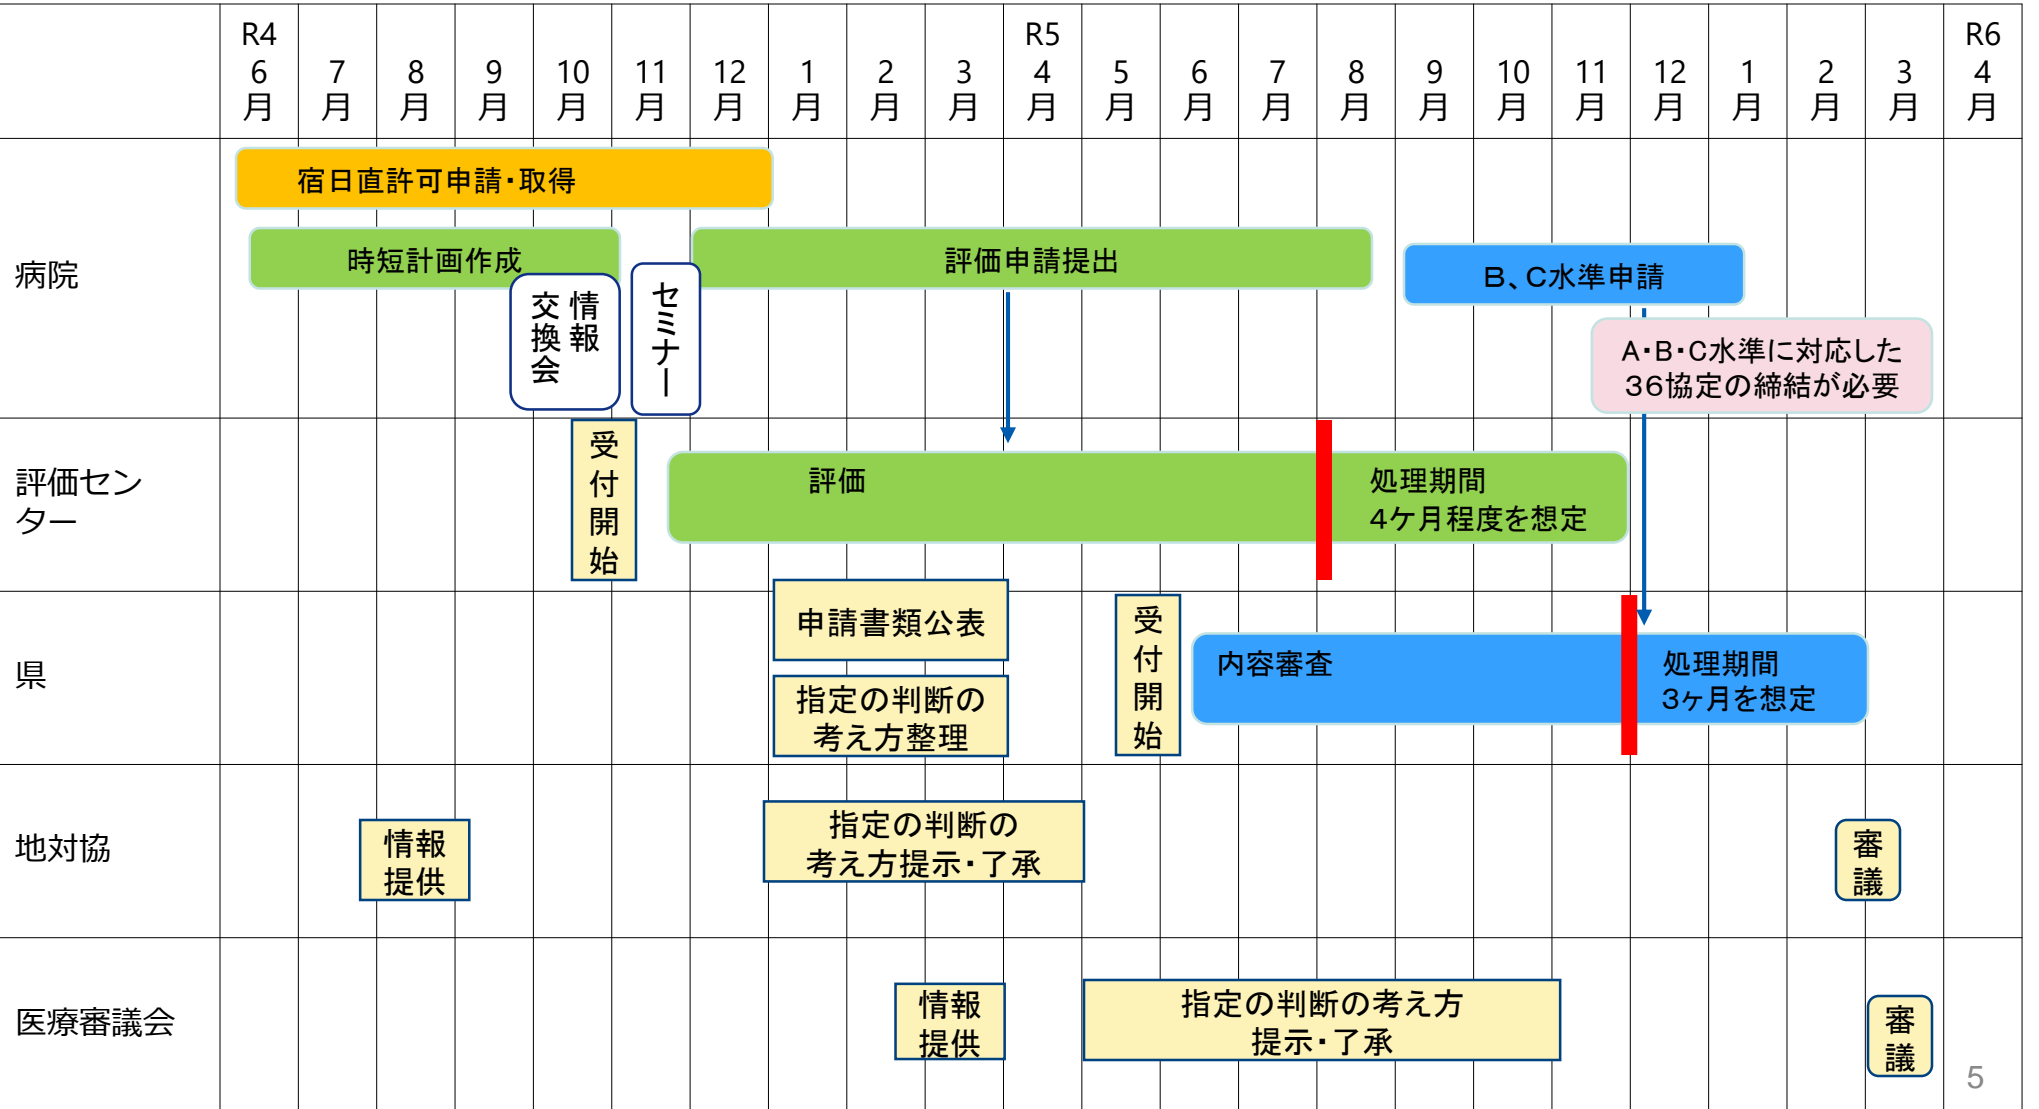 R4
6
月
7
月
8
月
9
月
10
月
11
月
12
月
1
月
2
月
3
月
R5
4
月
5
月
6
月
7
月
8
月
9
月
10
月
11
月
12
月
1
月
2
月
3
月
R6
4
月
病院
宿日直許可申請・取得
時短計画作成
情報
交換会
セミナー
評価申請提出
B、C水準申請
A・B・C水準に対応した
36協定の締結が必要
評価セン
ター
受付開始
評価
処理期間
4ケ月程度を想定
県
申請書類公表
指定の判断の
考え方整理
受付開始
内容審査
処理期間
3ヶ月を想定
地対協
情報
提供
指定の判断の
考え方提示・了承
審議
医療審議会
情報
提供
指定の判断の考え方
提示・了承
審議
5